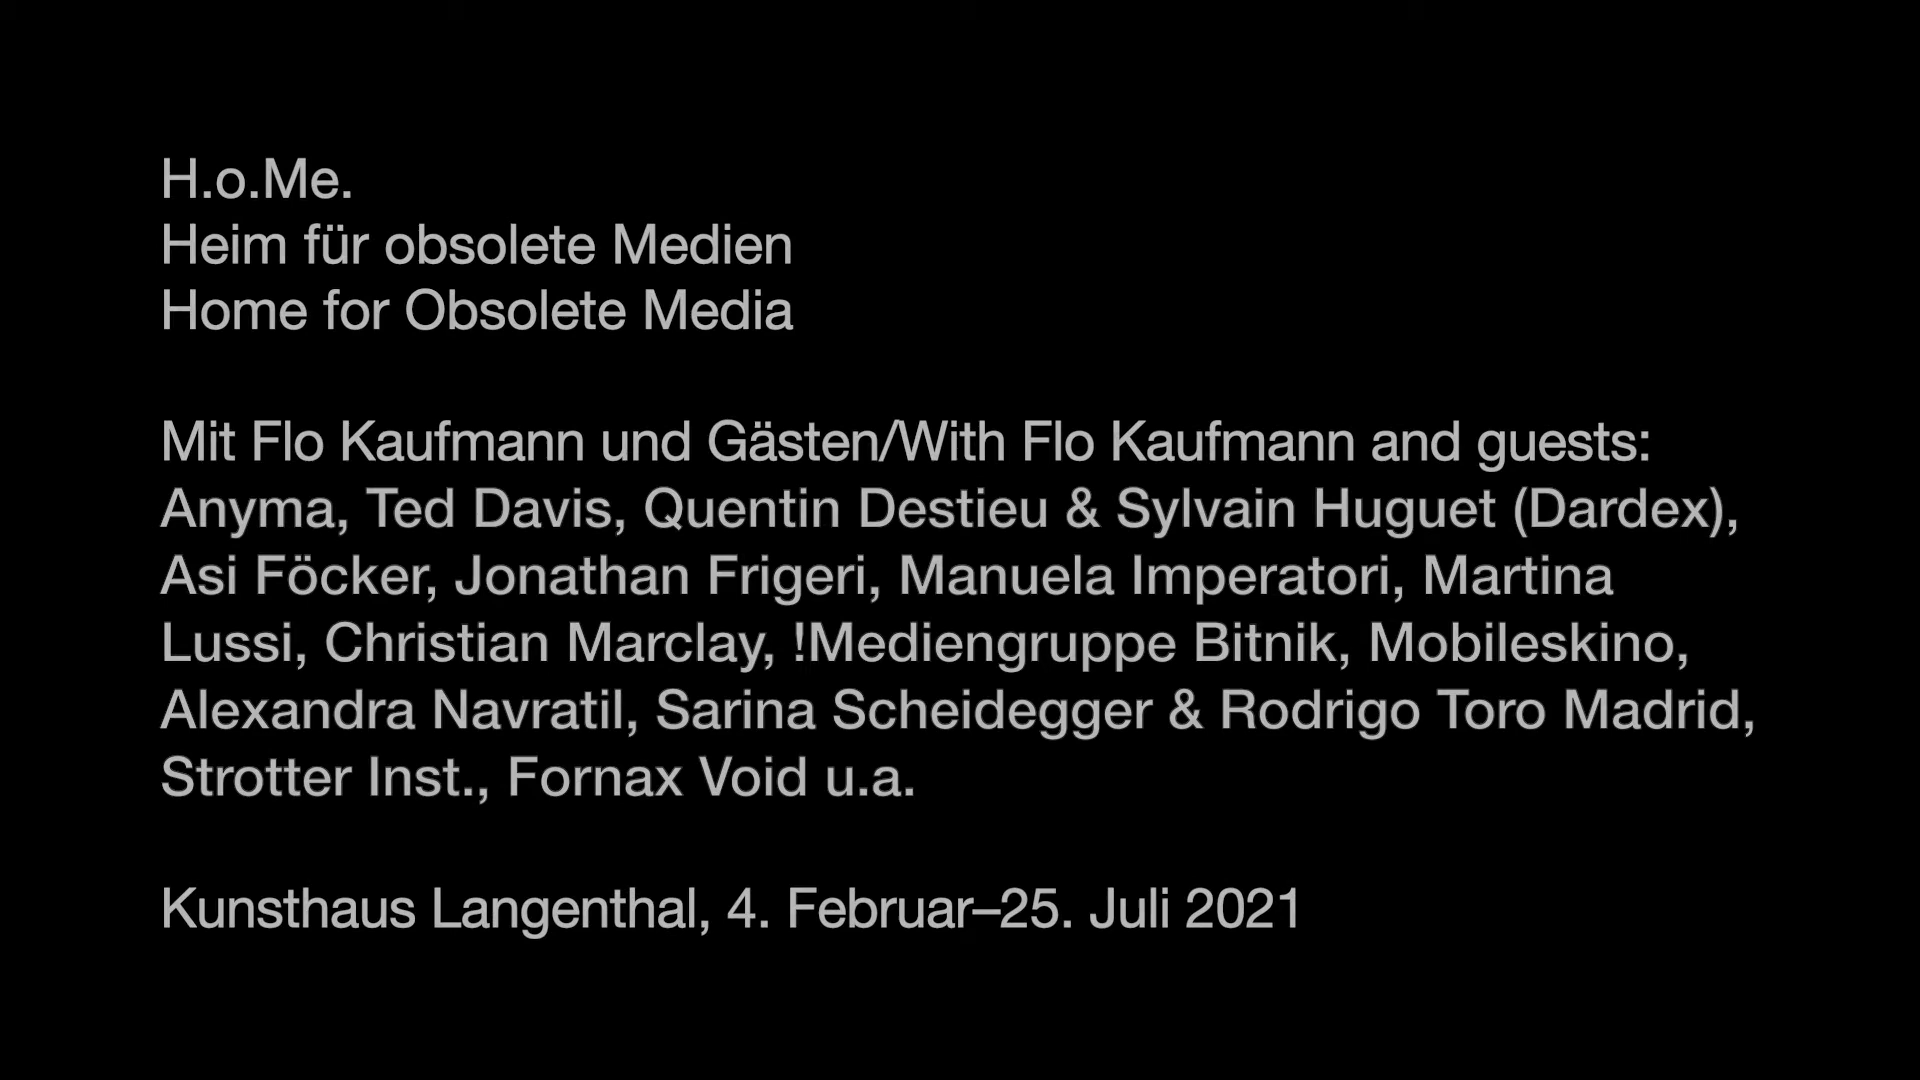 H.o.Me.
Heim für obsolete Medien
Home for Obsolete Media
Mit Flo Kaufmann und Gästen/With Flo Kaufmann and guests:
Anyma, Ted Davis, Quentin Destieu & Sylvain Huguet (Dardex),
Asi Föcker, Jonathan Frigeri, Manuela Imperatori, Martina
Lussi, Christian Marclay, !Mediengruppe Bitnik, Mobileskino,
Alexandra Navratil, Sarina Scheidegger & Rodrigo Toro Madrid,
Strotter Inst., Fornax Void u.a.
Kunsthaus Langenthal, 4. Februar–25. Juli 2021